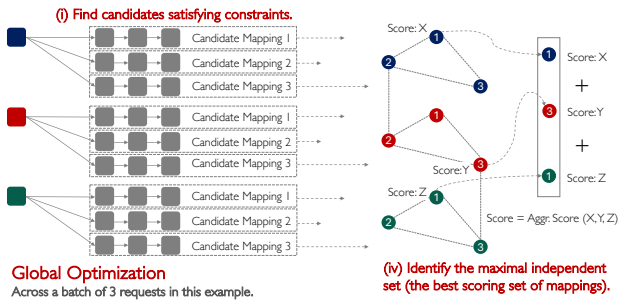 (i) Find candidates satisfying constraints.
Candidate Mapping 1
Candidate Mapping 2
Candidate Mapping 3
Candidate Mapping 1
Candidate Mapping 2
Candidate Mapping 3
Candidate Mapping 1
Candidate Mapping 2
Candidate Mapping 3
Global Optimization
Across a batch of 3 requests in this example.
Score: X
1
2
3
1
2
3
Score: Y
Score: Z
1
2
3
1
Score: X
+
3
Score: Y
+
1
Score: Z
Score = Aggr. Score (X,Y, Z)
(iv) Identify the maximal independent
set (the best scoring set of mappings).